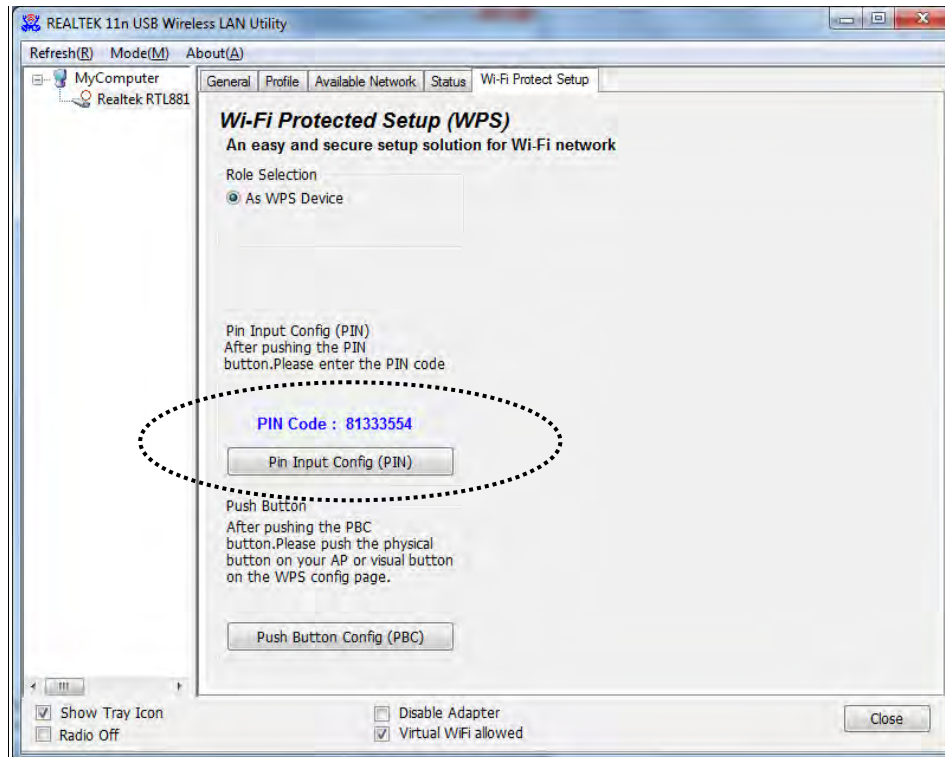 REALTEK 11n USB Wireless LAN Utility
Refresh(R) Mode(M) About(A)
MyComputer
Realtek RTL881
General Profile Available Network Status Wi-Fi Protect Setup
Wi-Fi Protected Setup (WPS)
An easy and secure setup solution for Wi-Fi network
Role Selection
As WPS Device
Pin Input Config (PIN)
After pushing the PIN
button.Please enter the PIN code
PIN Code : 81333554
Pin Input Config (PIN)
Push Button
After pushing the PBC
button.Please push the physical
button on your AP or visual button
on the WPS config page.
Push Button Config (PBC)
Show Tray Icon
Radio Off
Disable Adapter
Virtual WiFi allowed
Close